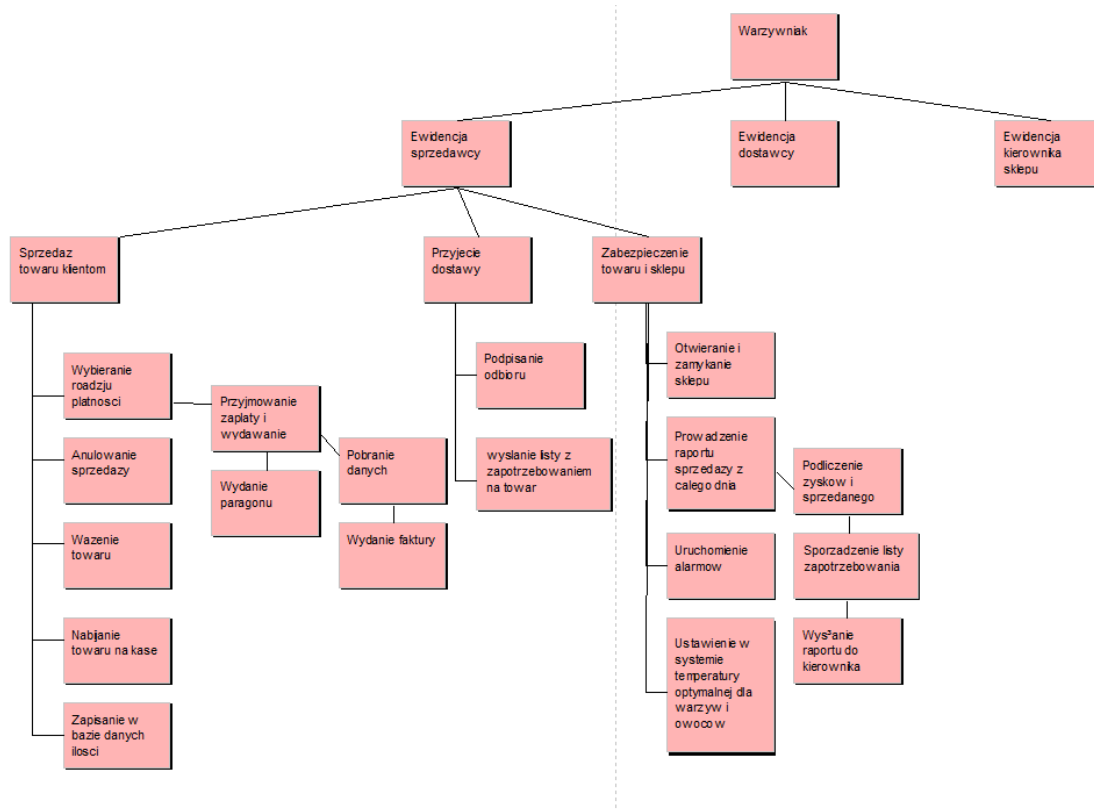 Warzywniak
Ewidencja
sprzedawcy
Ewidencja
dostawcy
Ewidencja
kierownika
sklepu
Sprzedaz
towaru klientom
Przyjecie
dostawy
Zabezpieczenie
towaru i sklepu
Wybieranie
roadzju
platnosci
Przyjmowanie
zaplaty i
wydawanie
Pobranie
danych
Anulowanie
sprzedazy
Wydanie
paragonu
Wydanie faktury
Wazenie
towaru
Nabijanie
towaru na kase
Zapisanie w
bazie danych
ilosci
Podpisanie
odbioru
wyslanie listy z
zapotrzebowaniem
na towar
Otwieranie i
zamykanie
sklepu
Prowadzenie
raportu
sprzedazy z
calego dnia
Podliczenie
zyskow i
sprzedanego
Uruchomienie
alarmow
Sporzadzenie listy
zapotrzebowania
Ustawienie w
systemie
temperatury
optymalnej dla
warzyw i
owocow
Wys³anie
raportu do
kierownika